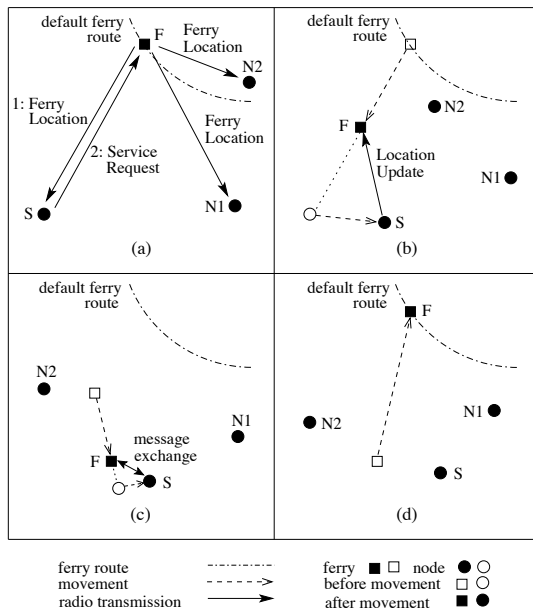 default ferry
route
F
Ferry
Location
N2
1: Ferry
Location
Ferry
Location
2: Service
Request
S
N1
(a)
default ferry
route
N2
F
Location
Update
N1
S
(b)
default ferry
route
N2
N1
message
exchange
F
S
(c)
default ferry
route
F
N1
N2
S
(d)
ferry route
movement
radio transmission
ferry
node
before movement
after movement